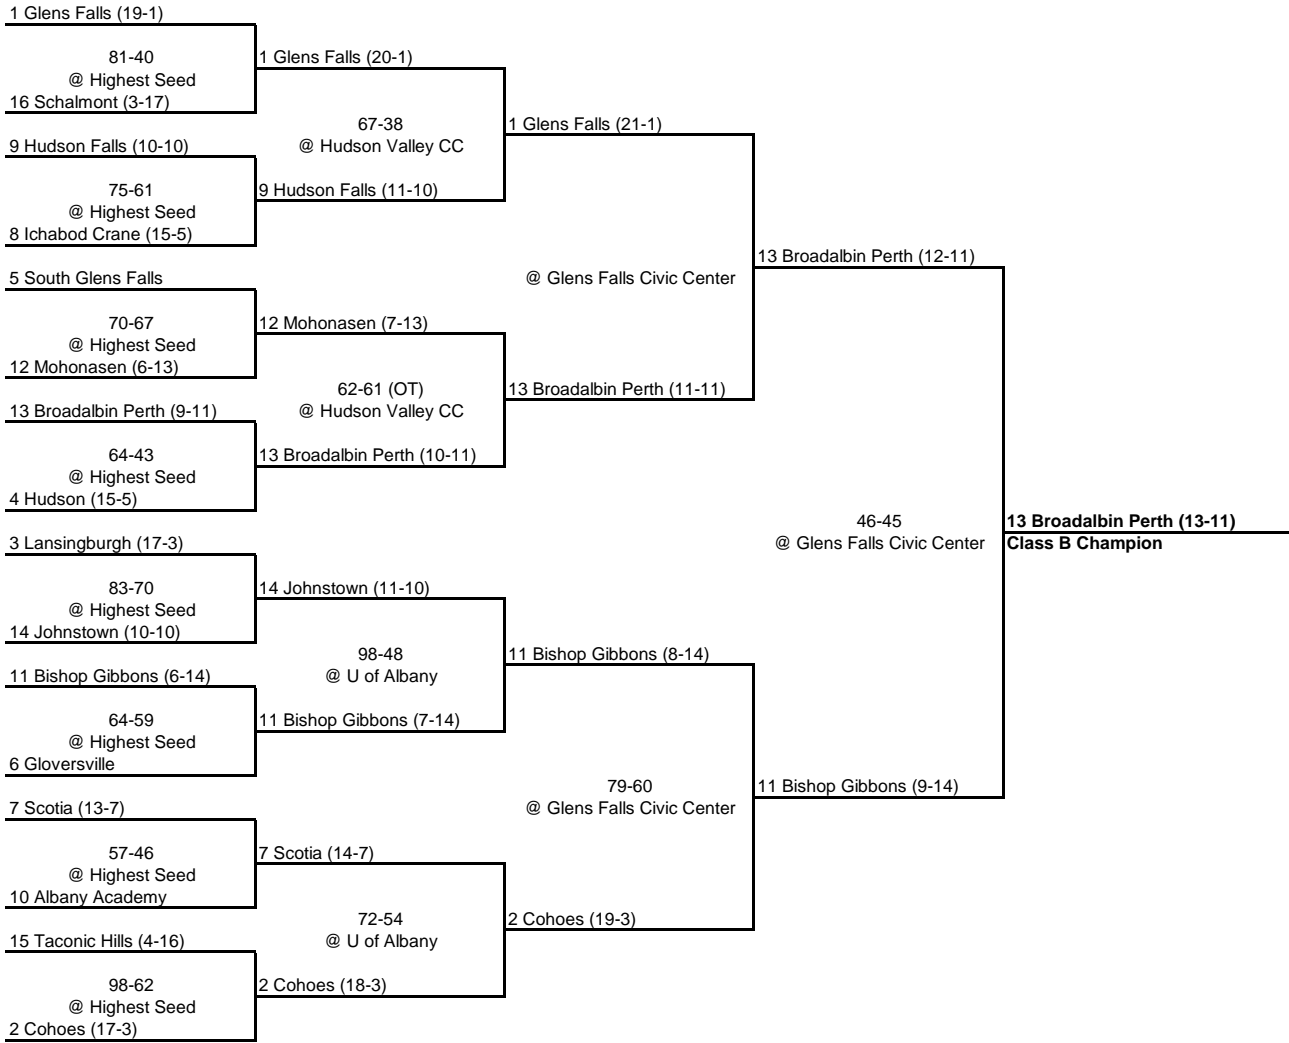 1 Glens Falls (19-1)
81-40
@ Highest Seed
16 Schalmont (3-17)
1 Glens Falls (20-1)
9 Hudson Falls (10-10)
75-61
@ Highest Seed
8 Ichabod Crane (15-5)
9 Hudson Falls (11-10)
67-38
@ Hudson Valley CC
1 Glens Falls (21-1)
5 South Glens Falls
70-67
@ Highest Seed
12 Mohonasen (6-13)
12 Mohonasen (7-13)
13 Broadalbin Perth (9-11)
64-43
@ Highest Seed
4 Hudson (15-5)
13 Broadalbin Perth (10-11)
62-61 (OT)
@ Hudson Valley CC
13 Broadalbin Perth (11-11)
@ Glens Falls Civic Center
13 Broadalbin Perth (12-11)
3 Lansingburgh (17-3)
83-70
@ Highest Seed
14 Johnstown (10-10)
14 Johnstown (11-10)
11 Bishop Gibbons (6-14)
64-59
@ Highest Seed
6 Gloversville
11 Bishop Gibbons (7-14)
98-48
@ U of Albany
11 Bishop Gibbons (8-14)
7 Scotia (13-7)
57-46
@ Highest Seed
10 Albany Academy
7 Scotia (14-7)
15 Taconic Hills (4-16)
98-62
@ Highest Seed
2 Cohoes (17-3)
2 Cohoes (18-3)
72-54
@ U of Albany
2 Cohoes (19-3)
79-60
@ Glens Falls Civic Center
11 Bishop Gibbons (9-14)
46-45
@ Glens Falls Civic Center
13 Broadalbin Perth (13-11)
Class B Champion